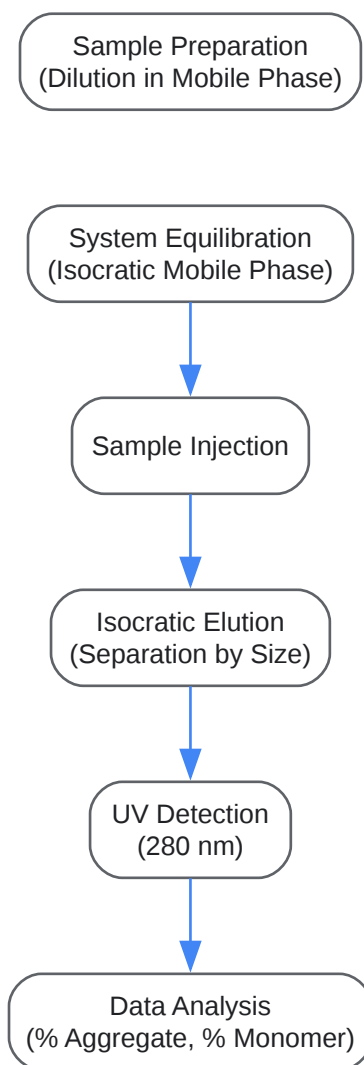 Sample Preparation
(Dilution in Mobile Phase)
System Equilibration
(Isocratic Mobile Phase)
Sample Injection
Isocratic Elution
(Separation by Size)
UV Detection
(280 nm)
Data Analysis
(% Aggregate, % Monomer)